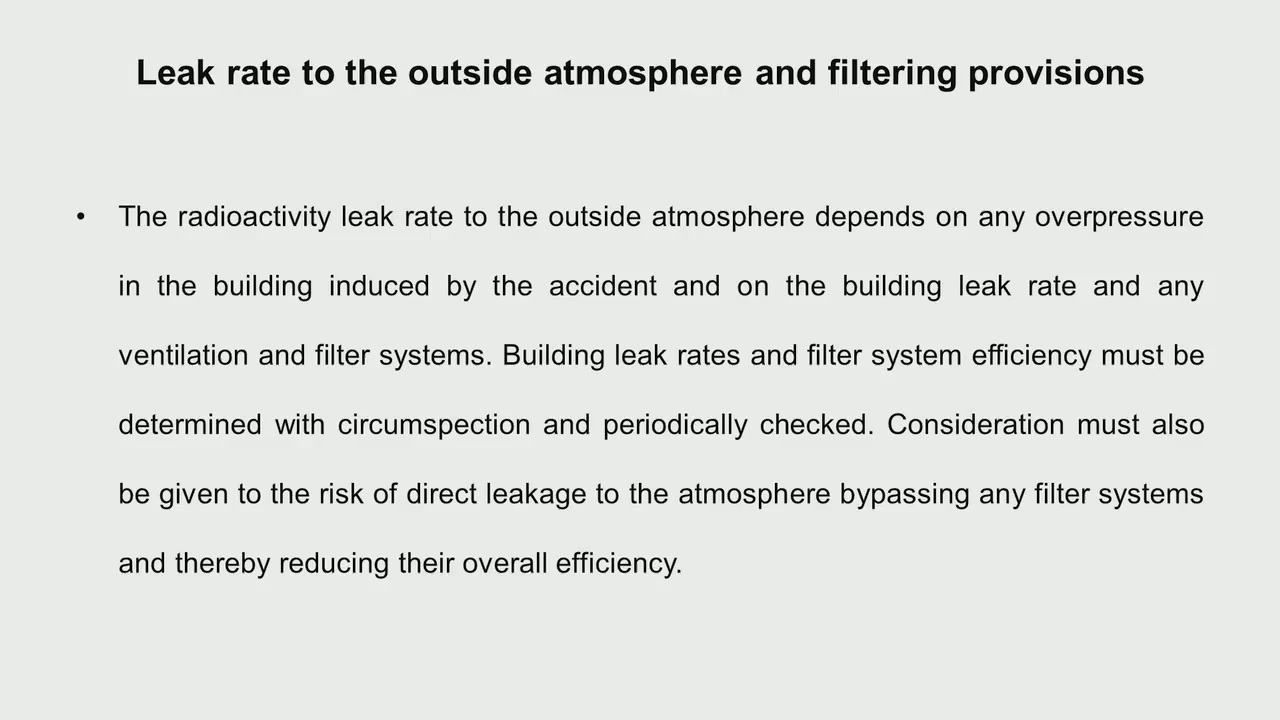 Leak rate to the outside atmosphere and filtering provisions
• The radioactivity leak rate to the outside atmosphere depends on any overpressure
in the building induced by the accident and on the building leak rate and any
ventilation and filter systems. Building leak rates and filter system efficiency must be
determined with circumspection and periodically checked. Consideration must also
be given to the risk of direct leakage to the atmosphere bypassing any filter systems
and thereby reducing their overall efficiency.